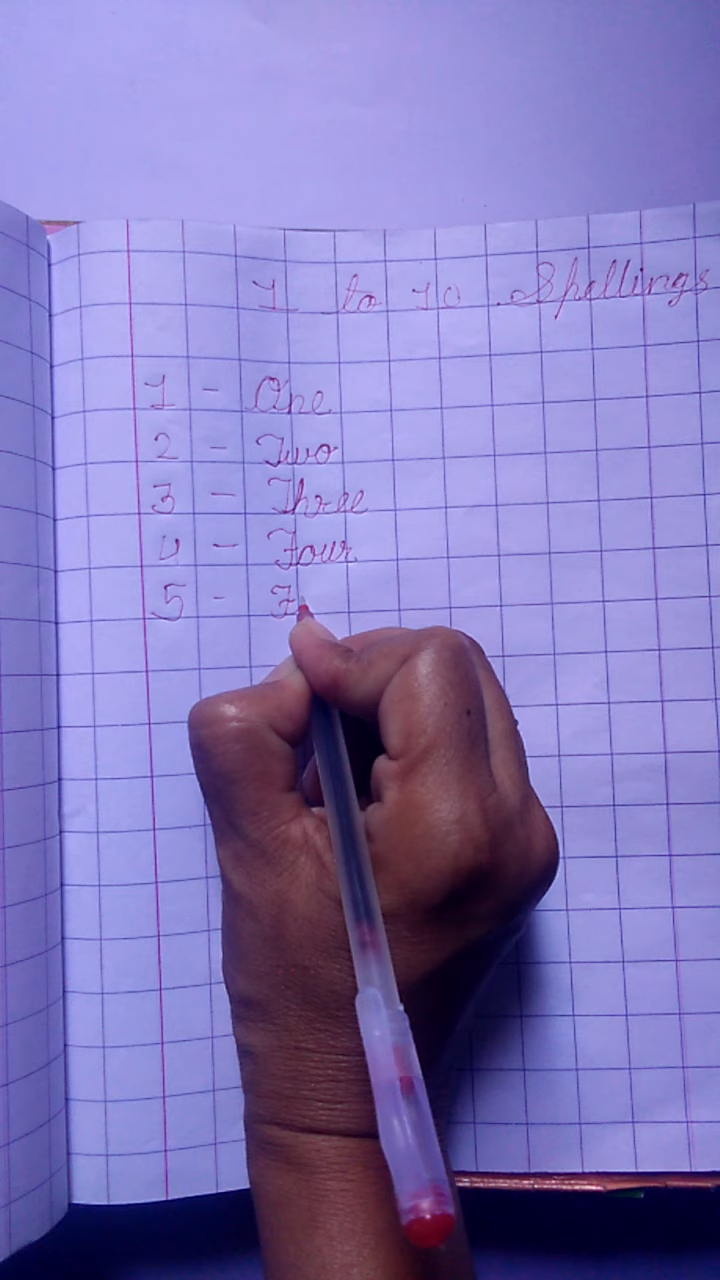 1 to 10 Spellings
1 - One
2 - Two
3 - Three
4 - Four
5 - F